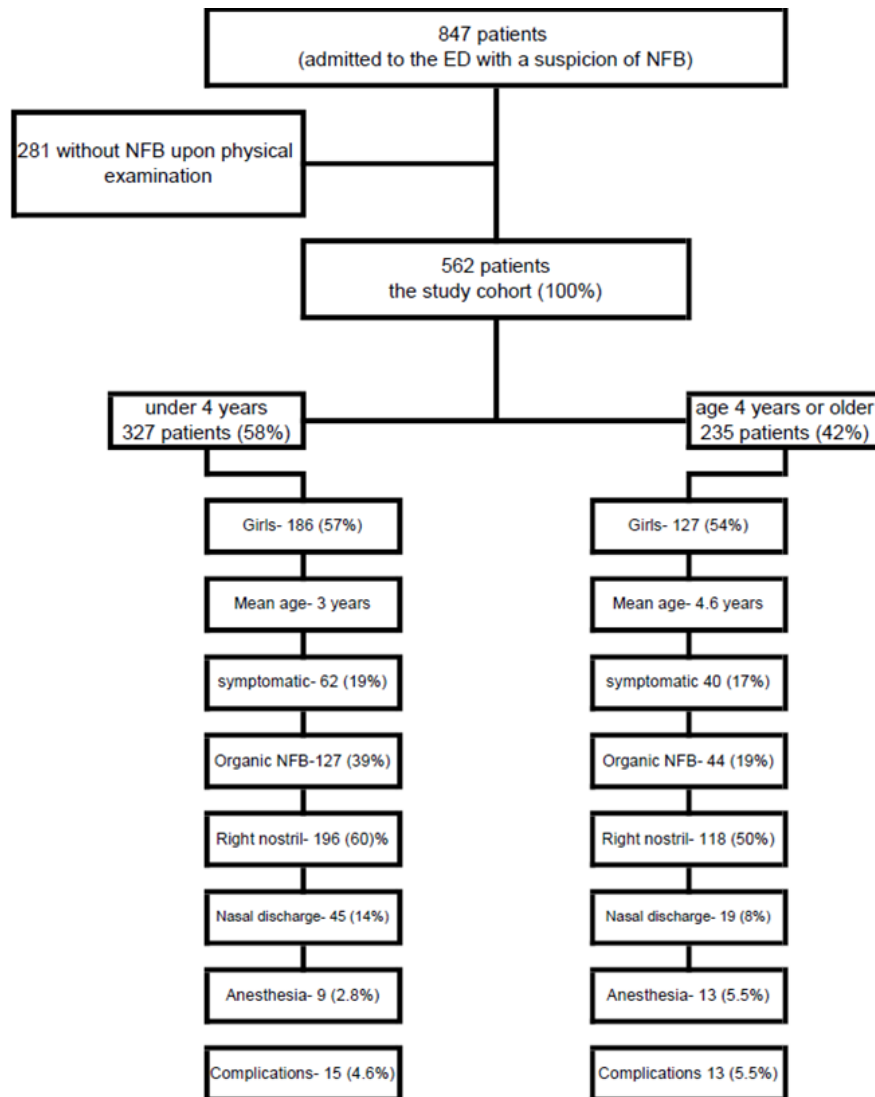 847 patients
(admitted to the ED with a suspicion of NFB)
281 without NFB upon physical
examination
562 patients
the study cohort (100%)
under 4 years
327 patients (58%)
age 4 years or older
235 patients (42%)
Girls- 186 (57%)
Girls- 127 (54%)
Mean age- 3 years
Mean age- 4.6 years
symptomatic- 62 (19%)
symptomatic 40 (17%)
Organic NFB-127 (39%)
Organic NFB- 44 (19%)
Right nostril- 196 (60)%
Right nostril- 118 (50%)
Nasal discharge- 45 (14%)
Nasal discharge- 19 (8%)
Anesthesia- 9 (2.8%)
Anesthesia- 13 (5.5%)
Complications- 15 (4.6%)
Complications 13 (5.5%)